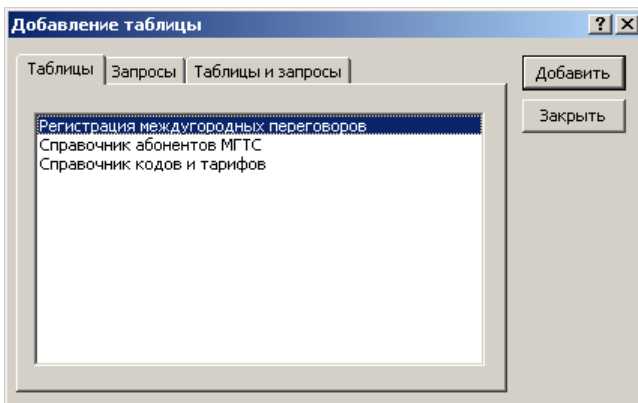 Добавление таблицы
Таблицы Запросы Таблицы и запросы
Добавить
Закрыть
Регистрация междугородных переговоров
Справочник абонентов МГТС
Справочник кодов и тарифов